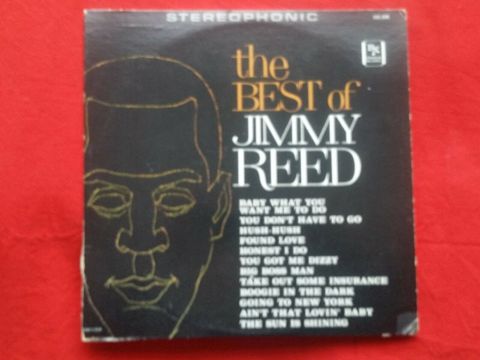 STEREOPHONIC
the
BEST of
JIMMY
REED
BABY WHAT YOU
WANT ME TO DO
YOU DON'T HAVE TO GO
HUSH-HUSH
FOUND LOVE
HONEST I DO
YOU GOT ME DIZZY
BIG BOSS MAN
TAKE OUT SOME INSURANCE
BOOGIE IN THE DARK
GOING TO NEW YORK
AIN'T THAT LOVIN' BABY
THE SUN IS SHINING